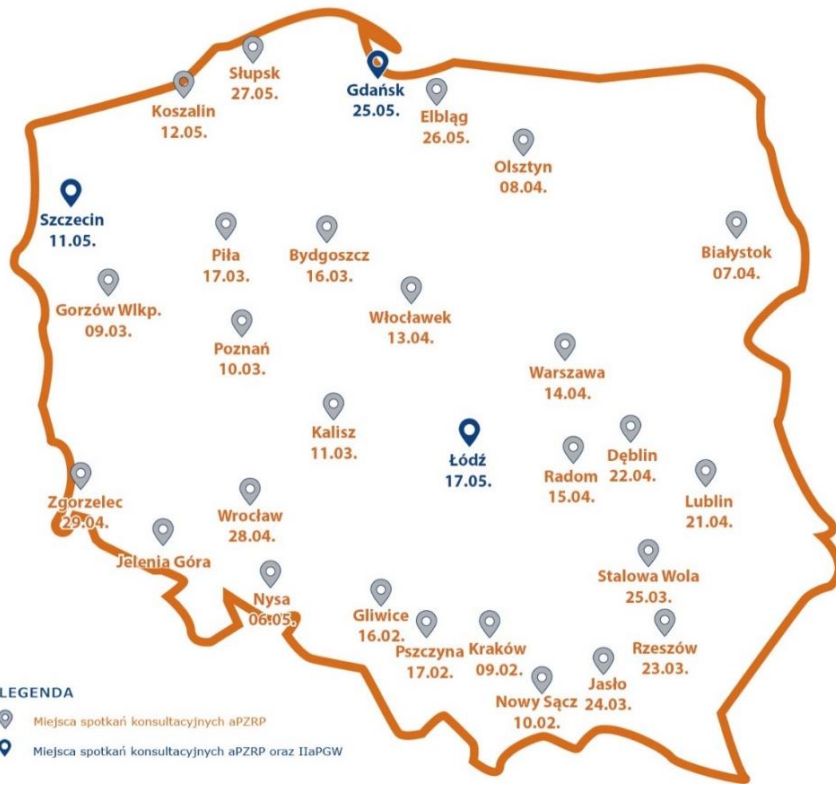 Słupsk
27.05.
Gdańsk
25.05.
Koszalin
12.05.
Elbląg
26.05.
Olsztyn
08.04.
Szczecin
11.05.
Piła
17.03.
Bydgoszcz
16.03.
Białystok
07.04.
Gorzów Wlkp.
09.03.
Włocławek
13.04.
Poznań
10.03.
Warszawa
14.04.
Kalisz
11.03.
Łódź
17.05.
Radom
15.04.
Dęblin
22.04.
Lublin
21.04.
Zgorzelec
29.04.
Wrocław
28.04.
Jelenia Góra
Nysa
06.05.
Stalowa Wola
25.03.
Gliwice
16.02.
Pszczyna
17.02.
Kraków
09.02.
Rzeszów
23.03.
Nowy Sącz
10.02.
Jasło
24.03.
LEGENDA
Miejsca spotkań konsultacyjnych aPZRP
Miejsca spotkań konsultacyjnych aPZRP oraz IIaPGW